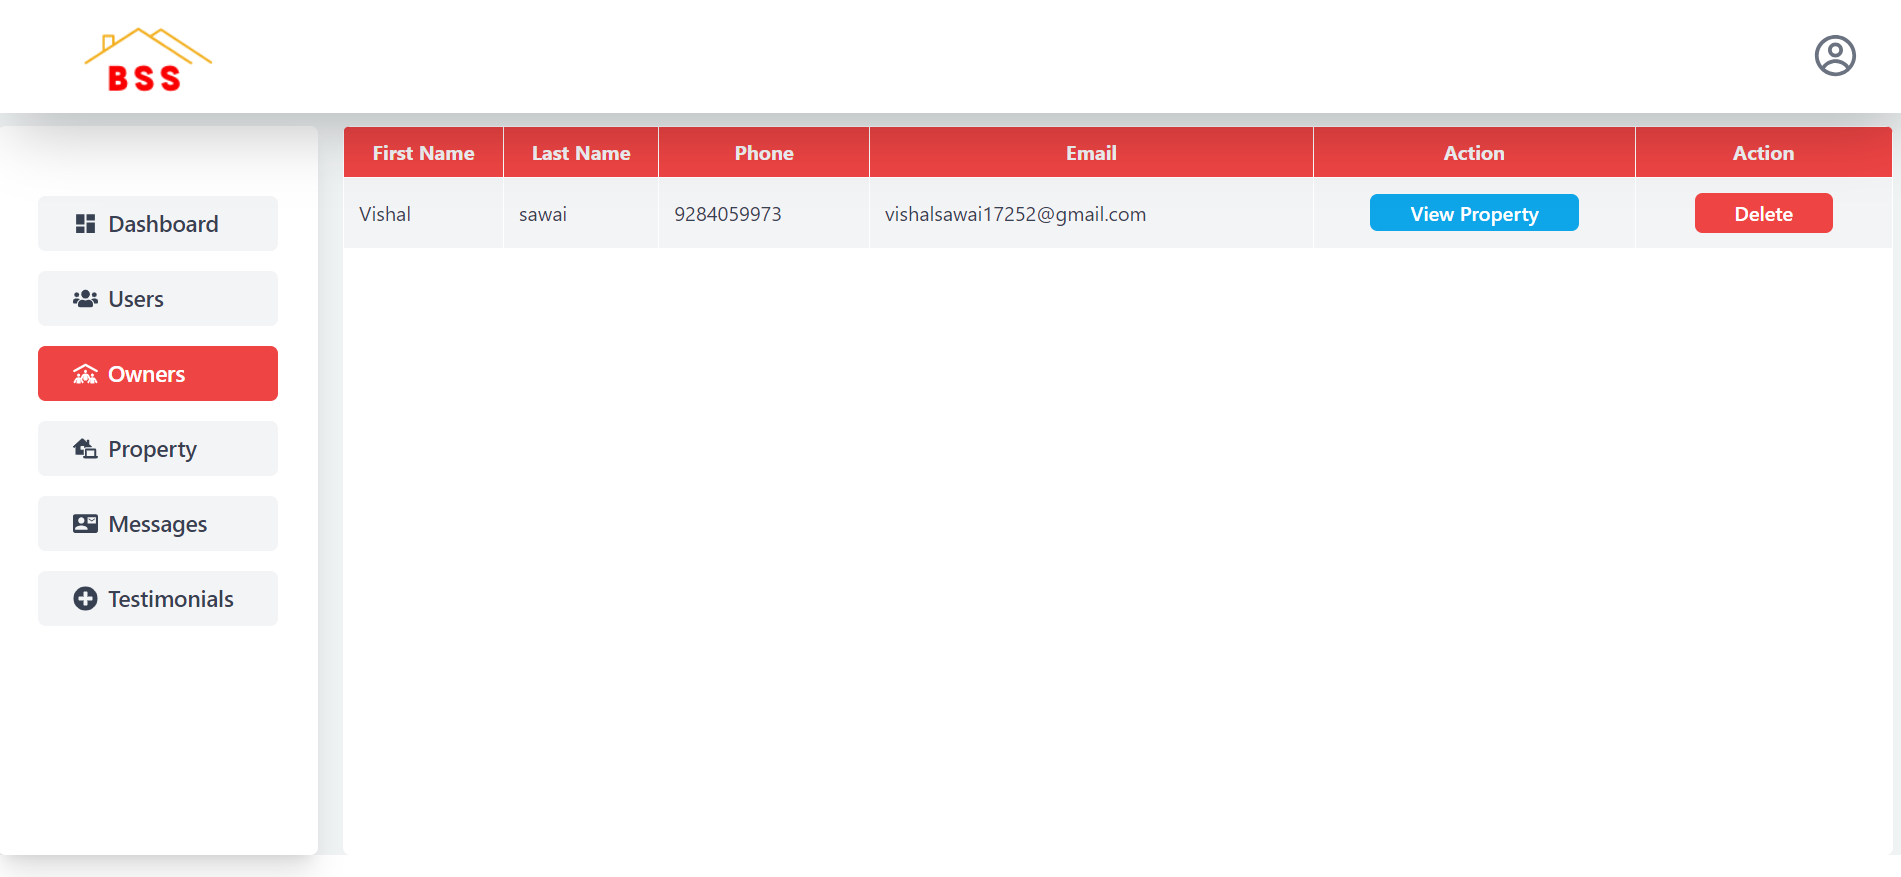 BSS
First Name Last Name Phone Email Action Action
Vishal sawai 9284059973 vishalsawai17252@gmail.com View Property Delete
Dashboard
Users
Owners
Property
Messages
Testimonials